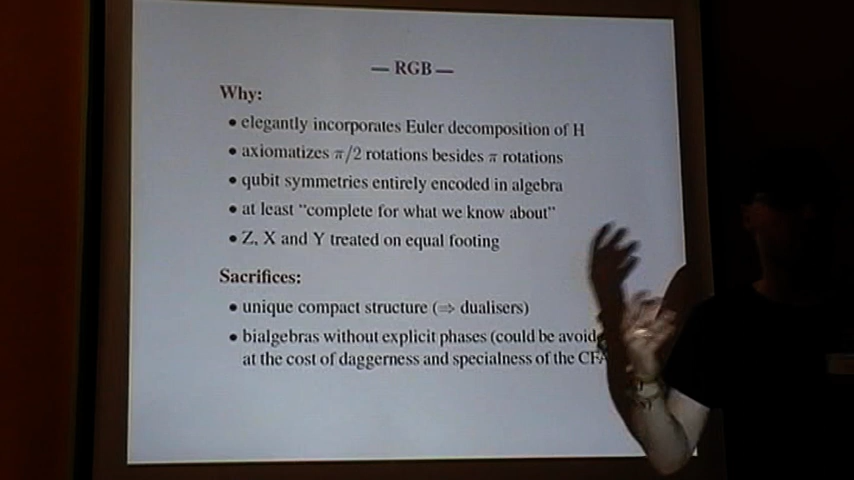 — RGB —
Why:
• elegantly incorporates Euler decomposition of H
• axiomatizes π/2 rotations besides π rotations
• qubit symmetries entirely encoded in algebra
• at least “complete for what we know about”
• Z, X and Y treated on equal footing
Sacrifices:
• unique compact structure (⇒ dualisers)
• bialgebras without explicit phases (could be avoid
at the cost of daggerness and specialness of the CFA